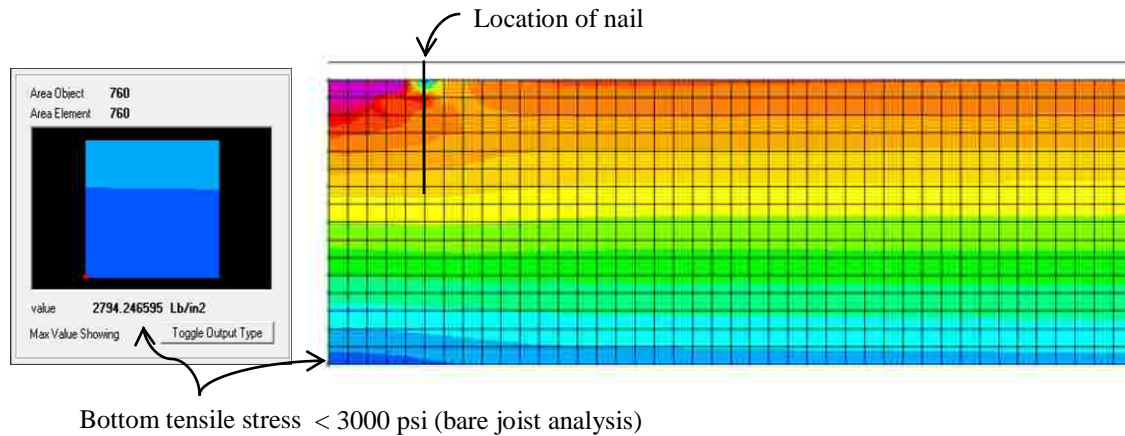 Location of nail
Area Object 760
Area Element 760
value 2794.246595 Lb/in2
Max Value Showing Toggle Output Type
Bottom tensile stress < 3000 psi (bare joist analysis)